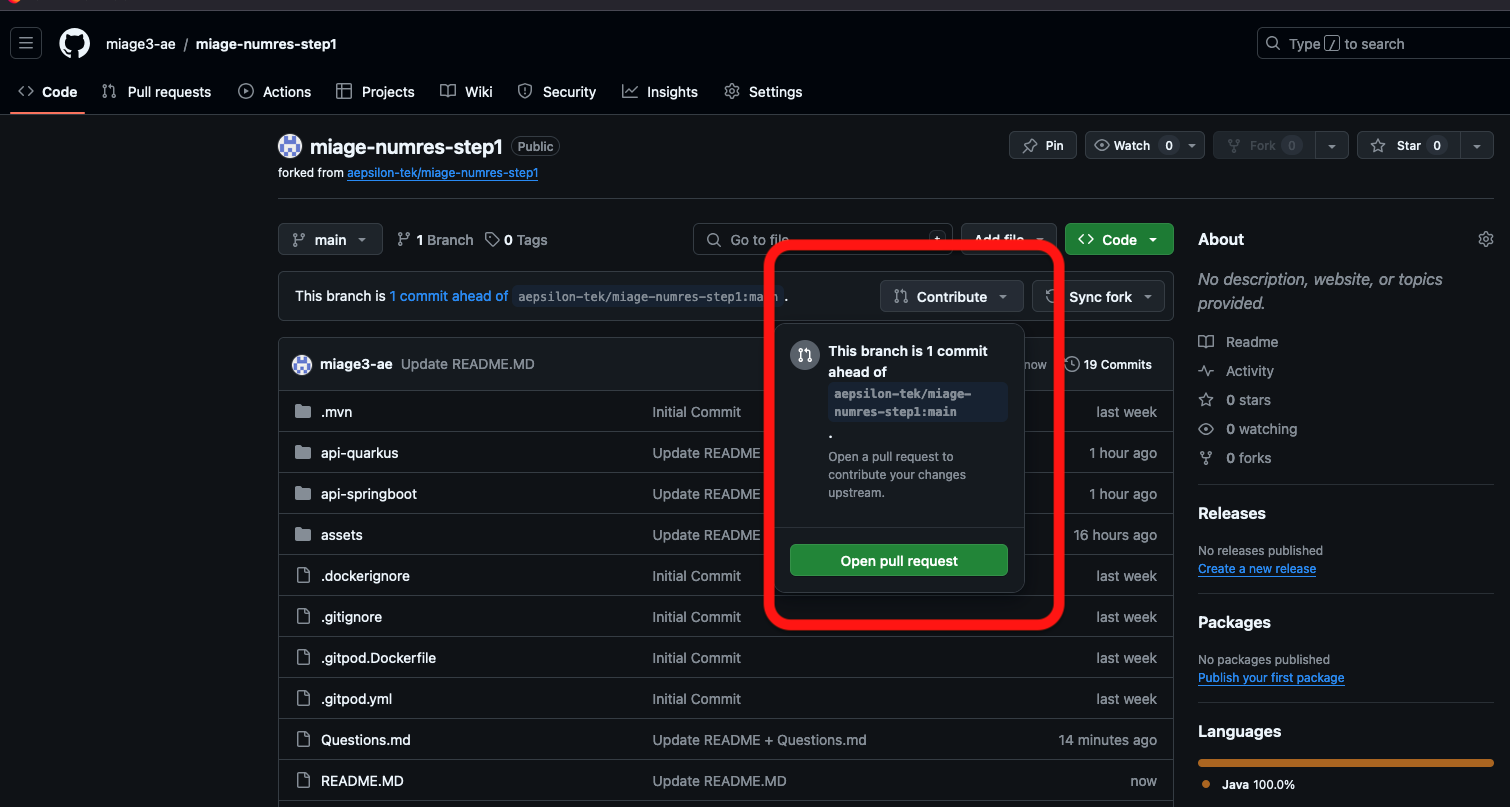 miage3-ae / miage-numres-step1
Type / to search
Code Pull requests Actions Projects Wiki Security Insights Settings
miage-numres-step1 Public
Pin Watch 0 Fork 0 Star 0
forked from aepsilon-tek/miage-numres-step1
main 1 Branch 0 Tags Go to file Add file Code
This branch is 1 commit ahead of aepsilon-tek/miage-numres-step1:main .
Contribute Sync fork
This branch is 1 commit
ahead of
aepsilon-tek/miage-
numres-step1:main
.
Open a pull request to
contribute your changes
upstream.
Open pull request
miage3-ae Update README.MD now 19 Commits
.mvn Initial Commit last week
api-quarkus Update README 1 hour ago
api-springboot Update README 1 hour ago
assets Update README 16 hours ago
.dockerignore Initial Commit last week
.gitignore Initial Commit last week
.gitpod.Dockerfile Initial Commit last week
.gitpod.yml Initial Commit last week
Questions.md Update README + Questions.md 14 minutes ago
README.MD Update README.MD now
About
No description, website, or topics
provided.
Readme
Activity
0 stars
0 watching
0 forks
Releases
No releases published
Create a new release
Packages
No packages published
Publish your first package
Languages
Java 100.0%